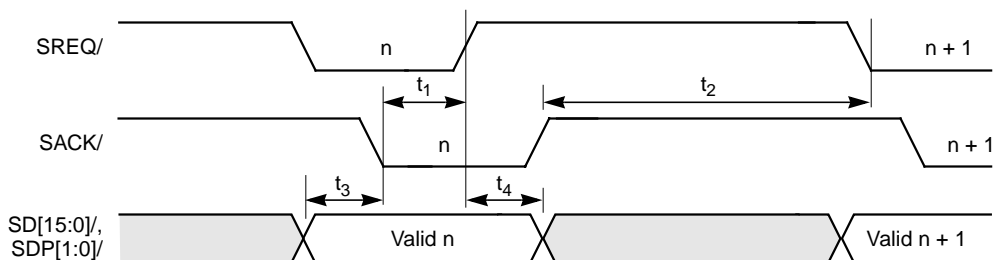 SREQ/
n
n + 1
t1
t2
SACK/
n
n + 1
t3
t4
SD[15:0]/,
SDP[1:0]/
Valid n
Valid n + 1